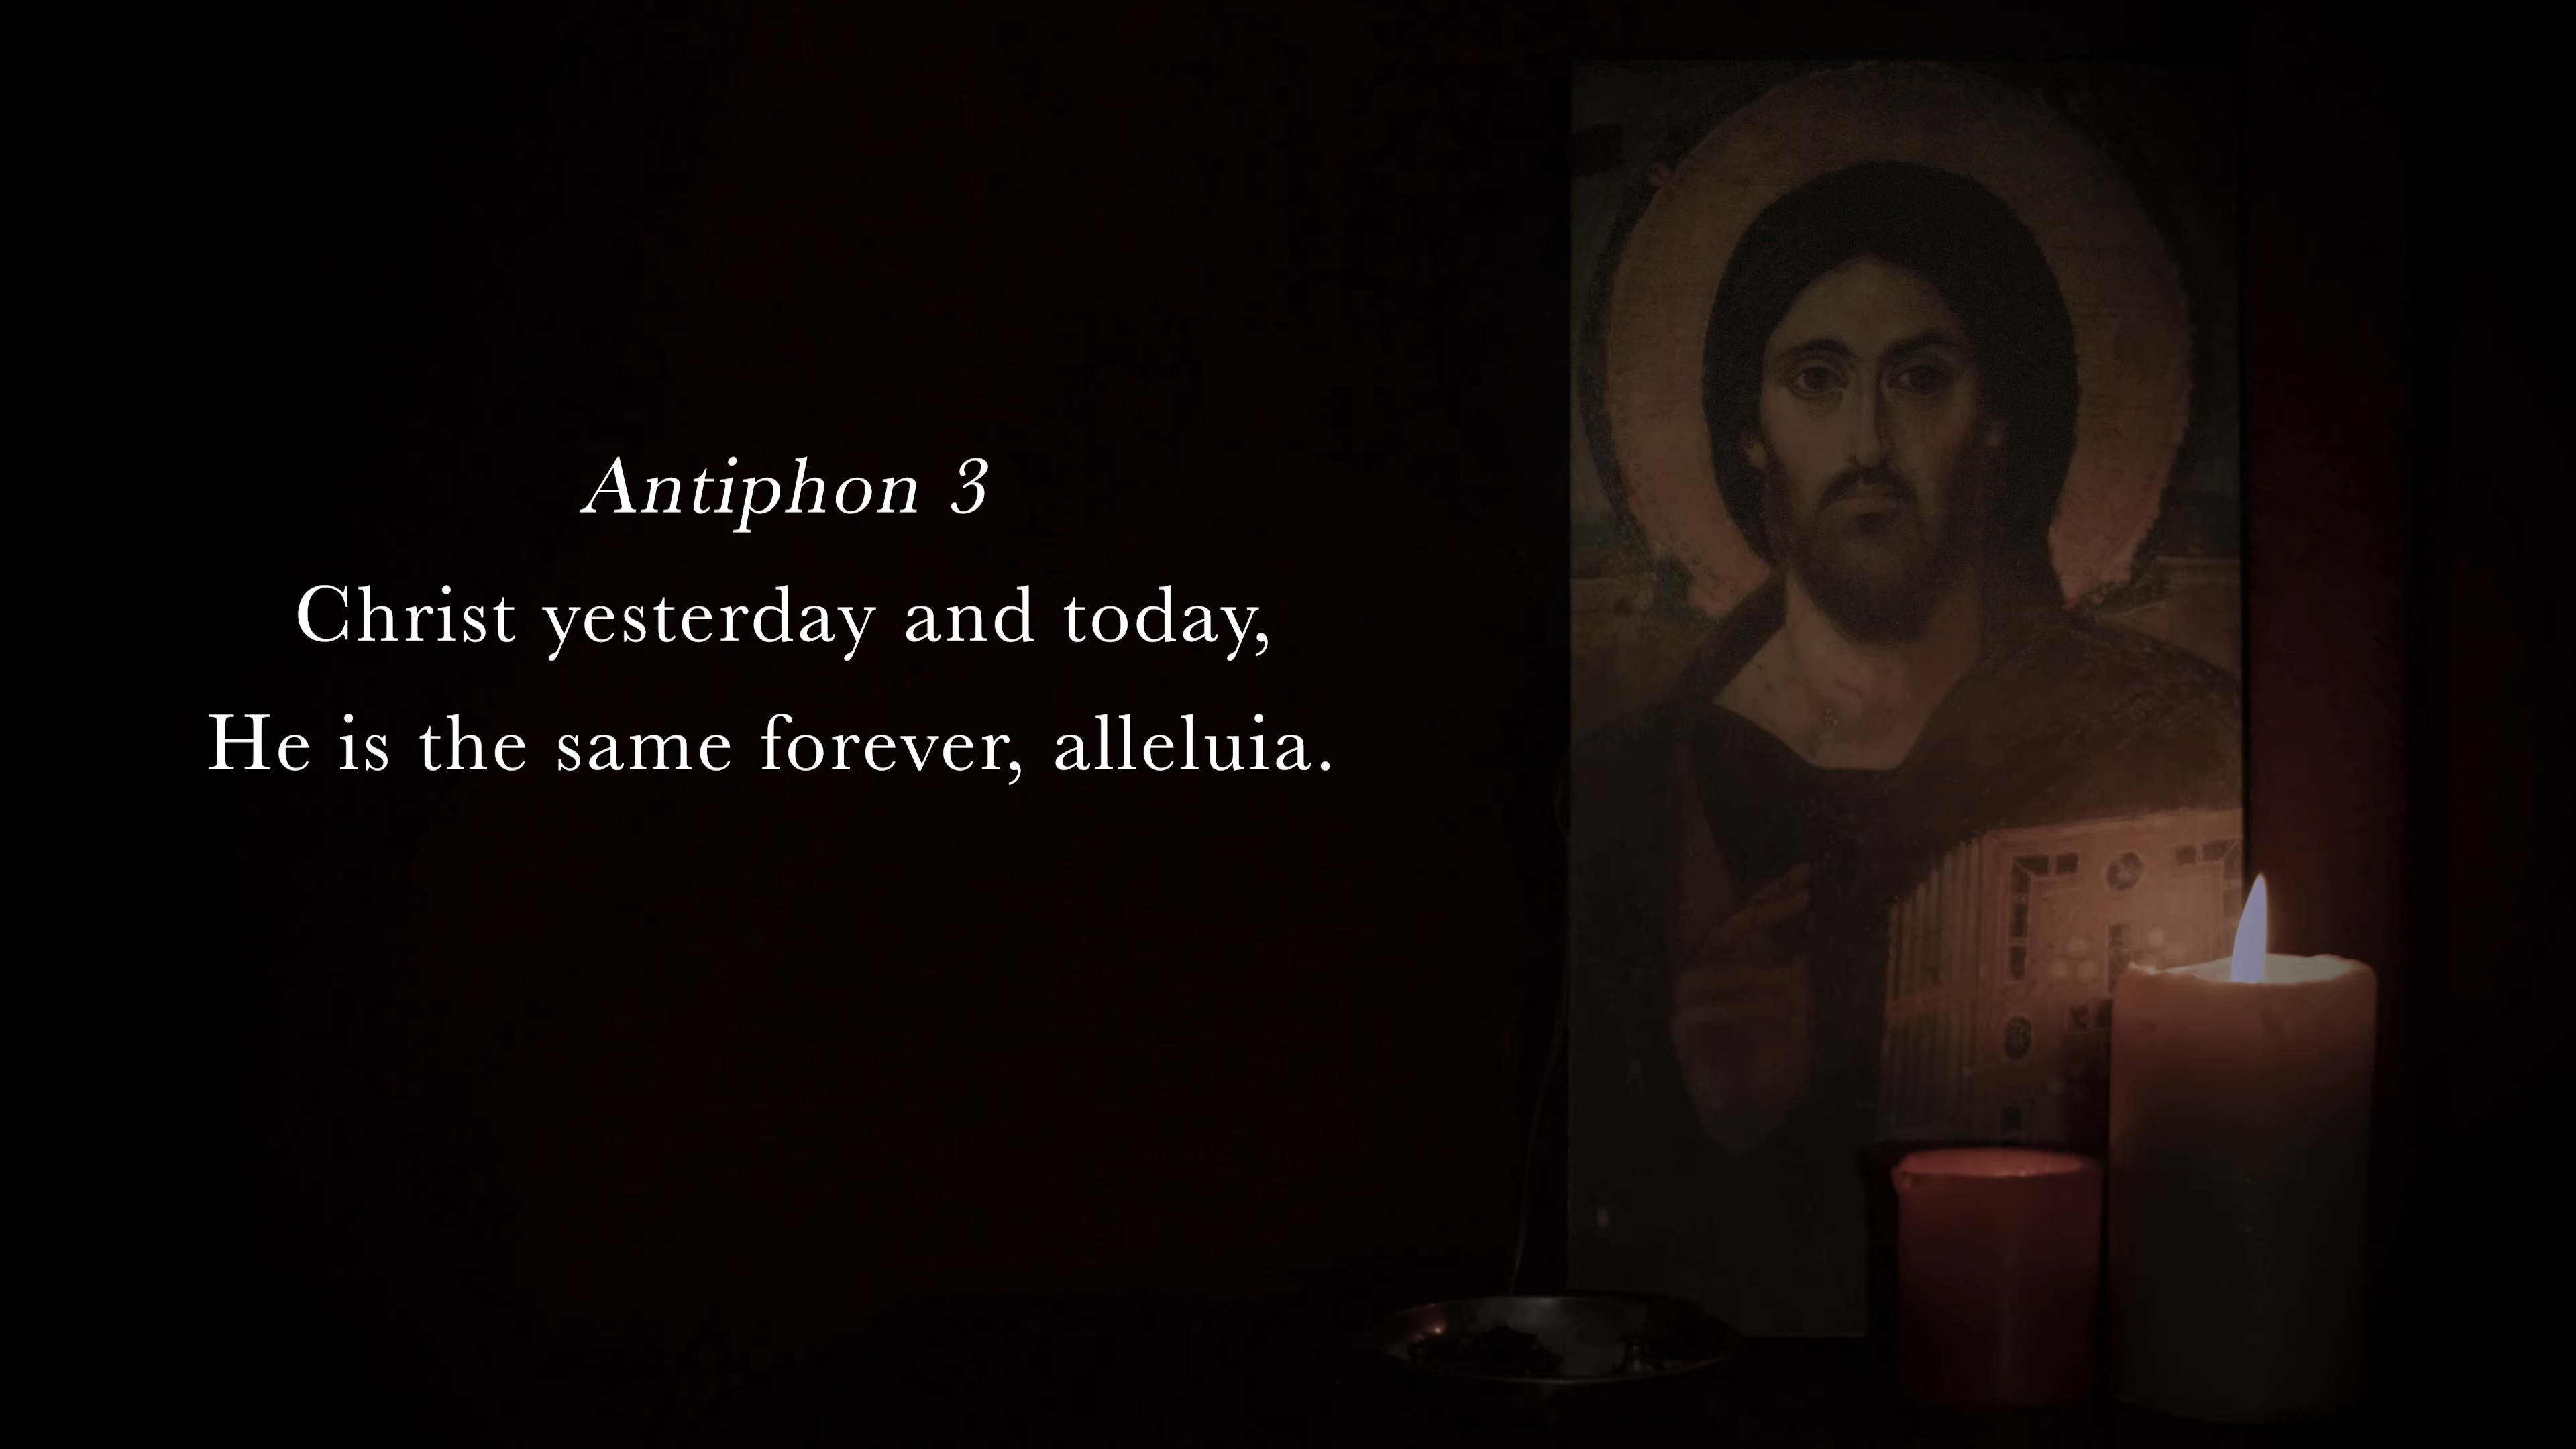 Antiphon 3
Christ yesterday and today,
He is the same forever, alleluia.